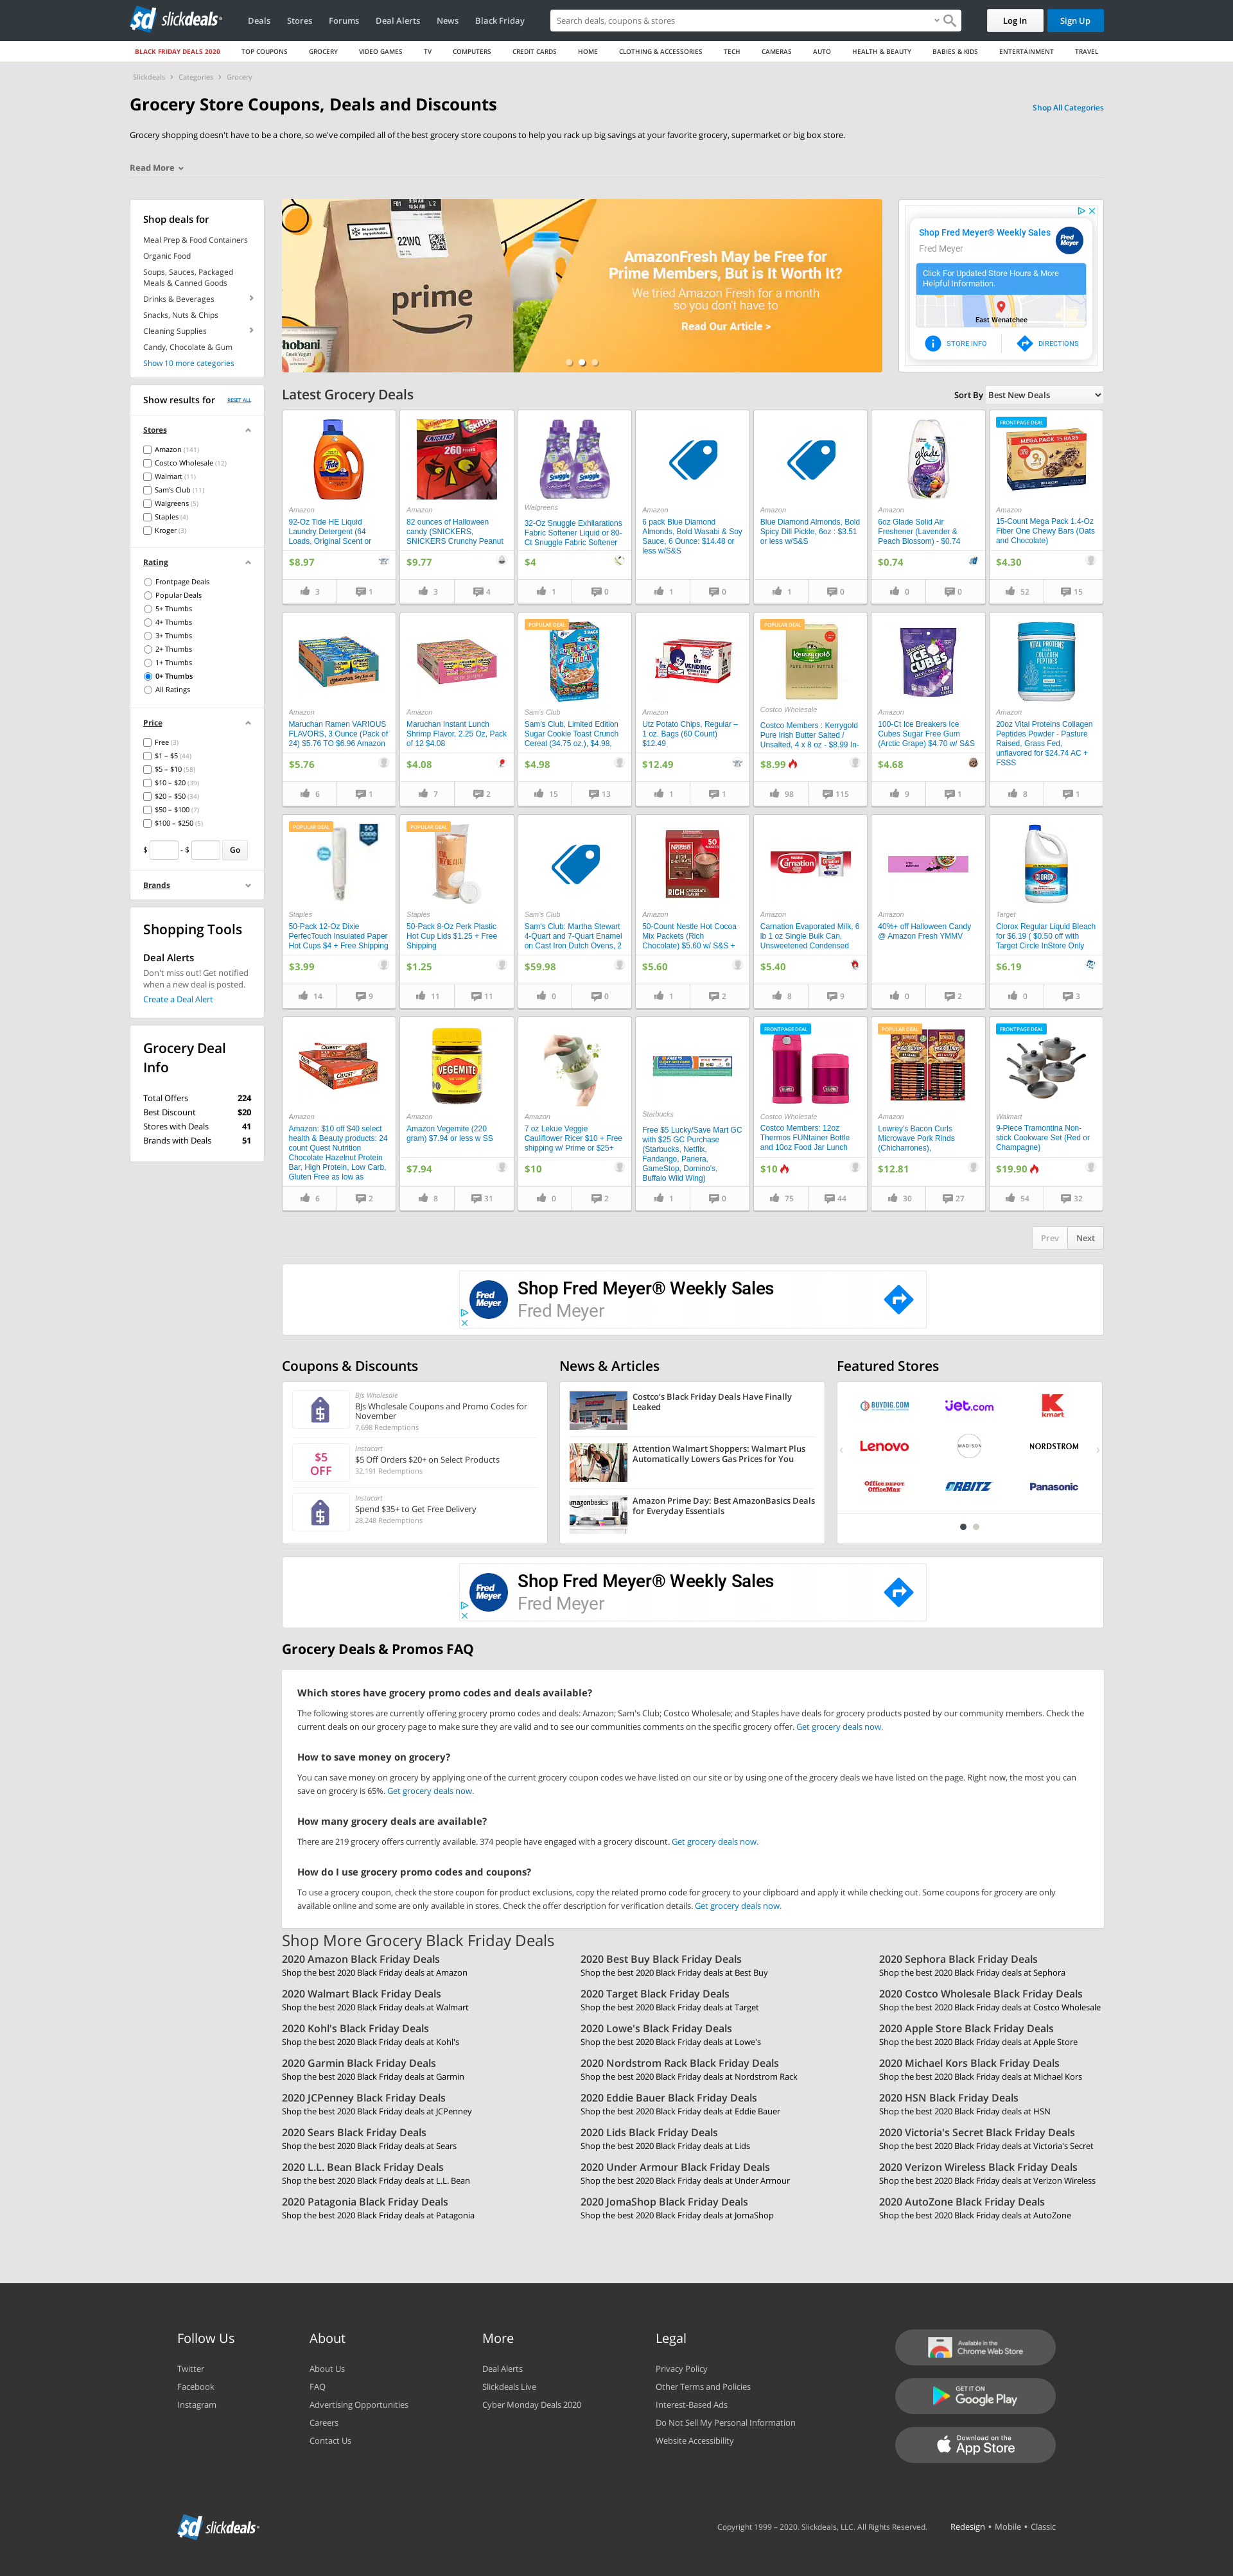 slickdeals
Deals
Stores
Forums
Deal Alerts
News
Black Friday
Search deals, coupons & stores
Log In
Sign Up
BLACK FRIDAY DEALS 2020
TOP COUPONS
GROCERY
VIDEO GAMES
TV
COMPUTERS
CREDIT CARDS
HOME
CLOTHING & ACCESSORIES
TECH
CAMERAS
AUTO
HEALTH & BEAUTY
BABIES & KIDS
ENTERTAINMENT
TRAVEL
Slickdeals > Categories > Grocery
Grocery Store Coupons, Deals and Discounts
Shop All Categories
Grocery shopping doesn't have to be a chore, so we've compiled all of the best grocery store coupons to help you rack up big savings at your favorite grocery, supermarket or big box store.
Read More
Shop deals for
Meal Prep & Food Containers
Organic Food
Soups, Sauces, Packaged
Meals & Canned Goods
Drinks & Beverages
Snacks, Nuts & Chips
Cleaning Supplies
Candy, Chocolate & Gum
Show 10 more categories
Show results for
RESET ALL
Stores
Amazon (141)
Costco Wholesale (12)
Walmart (11)
Sam's Club (11)
Walgreens (5)
Staples (4)
Kroger (3)
Rating
Frontpage Deals
Popular Deals
5+ Thumbs
4+ Thumbs
3+ Thumbs
2+ Thumbs
1+ Thumbs
0+ Thumbs
All Ratings
Price
Free (3)
$1 – $5 (44)
$5 – $10 (58)
$10 – $20 (39)
$20 – $50 (34)
$50 – $100 (7)
$100 – $250 (5)
$ - $ Go
Brands
Shopping Tools
Deal Alerts
Don't miss out! Get notified
when a new deal is posted.
Create a Deal Alert
Grocery Deal
Info
Total Offers 224
Best Discount $20
Stores with Deals 41
Brands with Deals 51
22WQ
prime
hobani
AmazonFresh May be Free for
Prime Members, But is it Worth It?
We tried Amazon Fresh for a month
so you don't have to
Read Our Article >
Shop Fred Meyer® Weekly Sales
Fred Meyer
Click For Updated Store Hours & More
Helpful Information.
East Wenatchee
STORE INFO
DIRECTIONS
Latest Grocery Deals
Sort By Best New Deals
Amazon
92-Oz Tide HE Liquid
Laundry Detergent (64
Loads, Original Scent or
$8.97
3
1
Amazon
82 ounces of Halloween
candy (SNICKERS,
SNICKERS Crunchy Peanut
$9.77
3
4
Walgreens
32-Oz Snuggle Exhilarations
Fabric Softener Liquid or 80-
Ct Snuggle Fabric Softener
$4
1
0
Amazon
6 pack Blue Diamond
Almonds, Bold Wasabi & Soy
Sauce, 6 Ounce: $14.48 or
less w/S&S
1
0
Amazon
Blue Diamond Almonds, Bold
Spicy Dill Pickle, 6oz : $3.51
or less w/S&S
1
0
Amazon
6oz Glade Solid Air
Freshener (Lavender &
Peach Blossom) - $0.74
$0.74
0
0
FRONTPAGE DEAL
Amazon
15-Count Mega Pack 1.4-Oz
Fiber One Chewy Bars (Oats
and Chocolate)
$4.30
52
15
Amazon
Maruchan Ramen VARIOUS
FLAVORS, 3 Ounce (Pack of
24) $5.76 TO $6.96 Amazon
$5.76
6
1
Amazon
Maruchan Instant Lunch
Shrimp Flavor, 2.25 Oz, Pack
of 12 $4.08
$4.08
7
2
POPULAR DEAL
Sam's Club
Sam's Club, Limited Edition
Sugar Cookie Toast Crunch
Cereal (34.75 oz.), $4.98,
$4.98
15
13
Amazon
Utz Potato Chips, Regular –
1 oz. Bags (60 Count)
$12.49
$12.49
1
1
POPULAR DEAL
Costco Wholesale
Costco Members : Kerrygold
Pure Irish Butter Salted /
Unsalted, 4 x 8 oz - $8.99 In-
$8.99
98
115
Amazon
100-Ct Ice Breakers Ice
Cubes Sugar Free Gum
(Arctic Grape) $4.70 w/ S&S
$4.68
9
1
Amazon
20oz Vital Proteins Collagen
Peptides Powder - Pasture
Raised, Grass Fed,
unflavored for $24.74 AC +
FSSS
8
1
POPULAR DEAL
Staples
50-Pack 12-Oz Dixie
PerfecTouch Insulated Paper
Hot Cups $4 + Free Shipping
$3.99
14
9
POPULAR DEAL
Staples
50-Pack 8-Oz Perk Plastic
Hot Cup Lids $1.25 + Free
Shipping
$1.25
11
11
Sam's Club
Sam's Club: Martha Stewart
4-Quart and 7-Quart Enamel
on Cast Iron Dutch Ovens, 2
$59.98
0
0
Amazon
50-Count Nestle Hot Cocoa
Mix Packets (Rich
Chocolate) $5.60 w/ S&S +
$5.60
1
2
Amazon
Carnation Evaporated Milk, 6
lb 1 oz Single Bulk Can,
Unsweetened Condensed
$5.40
8
9
Amazon
40%+ off Halloween Candy
@ Amazon Fresh YMMV
0
2
Target
Clorox Regular Liquid Bleach
for $6.19 ( $0.50 off with
Target Circle InStore Only
$6.19
0
3
Amazon
Amazon: $10 off $40 select
health & Beauty products: 24
count Quest Nutrition
Chocolate Hazelnut Protein
Bar, High Protein, Low Carb,
Gluten Free as low as
6
2
Amazon
Amazon Vegemite (220
gram) $7.94 or less w SS
$7.94
8
31
Amazon
7 oz Lekue Veggie
Cauliflower Ricer $10 + Free
shipping w/ Prime or $25+
$10
0
2
Starbucks
Free $5 Lucky/Save Mart GC
with $25 GC Purchase
(Starbucks, Netflix,
Fandango, Panera,
GameStop, Domino's,
Buffalo Wild Wing)
1
0
FRONTPAGE DEAL
Costco Wholesale
Costco Members: 12oz
Thermos FUNtainer Bottle
and 10oz Food Jar Lunch
$10
75
44
POPULAR DEAL
Amazon
Lowrey's Bacon Curls
Microwave Pork Rinds
(Chicharrones),
$12.81
30
27
FRONTPAGE DEAL
Walmart
9-Piece Tramontina Non-
stick Cookware Set (Red or
Champagne)
$19.90
54
32
Prev
Next
Shop Fred Meyer® Weekly Sales
Fred Meyer
Coupons & Discounts
BJs Wholesale
BJs Wholesale Coupons and Promo Codes for
November
7,698 Redemptions
$5
OFF
Instacart
$5 Off Orders $20+ on Select Products
32,191 Redemptions
Instacart
Spend $35+ to Get Free Delivery
28,248 Redemptions
News & Articles
Costco's Black Friday Deals Have Finally
Leaked
Attention Walmart Shoppers: Walmart Plus
Automatically Lowers Gas Prices for You
amazonbasics
Amazon Prime Day: Best AmazonBasics Deals
for Everyday Essentials
Featured Stores
BUYDIG.COM
jet.com
kmart
Lenovo
MADISON
NORDSTROM
Office DEPOT
OfficeMax
ORBITZ
Panasonic
Shop Fred Meyer® Weekly Sales
Fred Meyer
Grocery Deals & Promos FAQ
Which stores have grocery promo codes and deals available?
The following stores are currently offering grocery promo codes and deals: Amazon; Sam's Club; Costco Wholesale; and Staples have deals for grocery products posted by our community members. Check the
current deals on our grocery page to make sure they are valid and to see our communities comments on the specific grocery offer. Get grocery deals now.
How to save money on grocery?
You can save money on grocery by applying one of the current grocery coupon codes we have listed on our site or by using one of the grocery deals we have listed on the page. Right now, the most you can
save on grocery is 65%. Get grocery deals now.
How many grocery deals are available?
There are 219 grocery offers currently available. 374 people have engaged with a grocery discount. Get grocery deals now.
How do I use grocery promo codes and coupons?
To use a grocery coupon, check the store coupon for product exclusions, copy the related promo code for grocery to your clipboard and apply it while checking out. Some coupons for grocery are only
available online and some are only available in stores. Check the offer description for verification details. Get grocery deals now.
Shop More Grocery Black Friday Deals
2020 Amazon Black Friday Deals
Shop the best 2020 Black Friday deals at Amazon
2020 Best Buy Black Friday Deals
Shop the best 2020 Black Friday deals at Best Buy
2020 Sephora Black Friday Deals
Shop the best 2020 Black Friday deals at Sephora
2020 Walmart Black Friday Deals
Shop the best 2020 Black Friday deals at Walmart
2020 Target Black Friday Deals
Shop the best 2020 Black Friday deals at Target
2020 Costco Wholesale Black Friday Deals
Shop the best 2020 Black Friday deals at Costco Wholesale
2020 Kohl's Black Friday Deals
Shop the best 2020 Black Friday deals at Kohl's
2020 Lowe's Black Friday Deals
Shop the best 2020 Black Friday deals at Lowe's
2020 Apple Store Black Friday Deals
Shop the best 2020 Black Friday deals at Apple Store
2020 Garmin Black Friday Deals
Shop the best 2020 Black Friday deals at Garmin
2020 Nordstrom Rack Black Friday Deals
Shop the best 2020 Black Friday deals at Nordstrom Rack
2020 Michael Kors Black Friday Deals
Shop the best 2020 Black Friday deals at Michael Kors
2020 JCPenney Black Friday Deals
Shop the best 2020 Black Friday deals at JCPenney
2020 Eddie Bauer Black Friday Deals
Shop the best 2020 Black Friday deals at Eddie Bauer
2020 HSN Black Friday Deals
Shop the best 2020 Black Friday deals at HSN
2020 Sears Black Friday Deals
Shop the best 2020 Black Friday deals at Sears
2020 Lids Black Friday Deals
Shop the best 2020 Black Friday deals at Lids
2020 Victoria's Secret Black Friday Deals
Shop the best 2020 Black Friday deals at Victoria's Secret
2020 L.L. Bean Black Friday Deals
Shop the best 2020 Black Friday deals at L.L. Bean
2020 Under Armour Black Friday Deals
Shop the best 2020 Black Friday deals at Under Armour
2020 Verizon Wireless Black Friday Deals
Shop the best 2020 Black Friday deals at Verizon Wireless
2020 Patagonia Black Friday Deals
Shop the best 2020 Black Friday deals at Patagonia
2020 JomaShop Black Friday Deals
Shop the best 2020 Black Friday deals at JomaShop
2020 AutoZone Black Friday Deals
Shop the best 2020 Black Friday deals at AutoZone
Follow Us
Twitter
Facebook
Instagram
About
About Us
FAQ
Advertising Opportunities
Careers
Contact Us
More
Deal Alerts
Slickdeals Live
Cyber Monday Deals 2020
Legal
Privacy Policy
Other Terms and Policies
Interest-Based Ads
Do Not Sell My Personal Information
Website Accessibility
Available in the
Chrome Web Store
GET IT ON
Google Play
Download on the
App Store
slickdeals
Copyright 1999 – 2020. Slickdeals, LLC. All Rights Reserved.
Redesign • Mobile • Classic